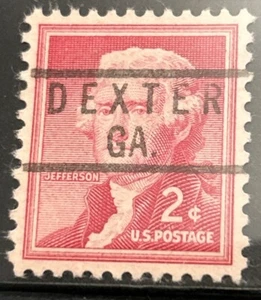 DEXTER
GA.
JEFFERSON
2¢
U.S. POSTAGE